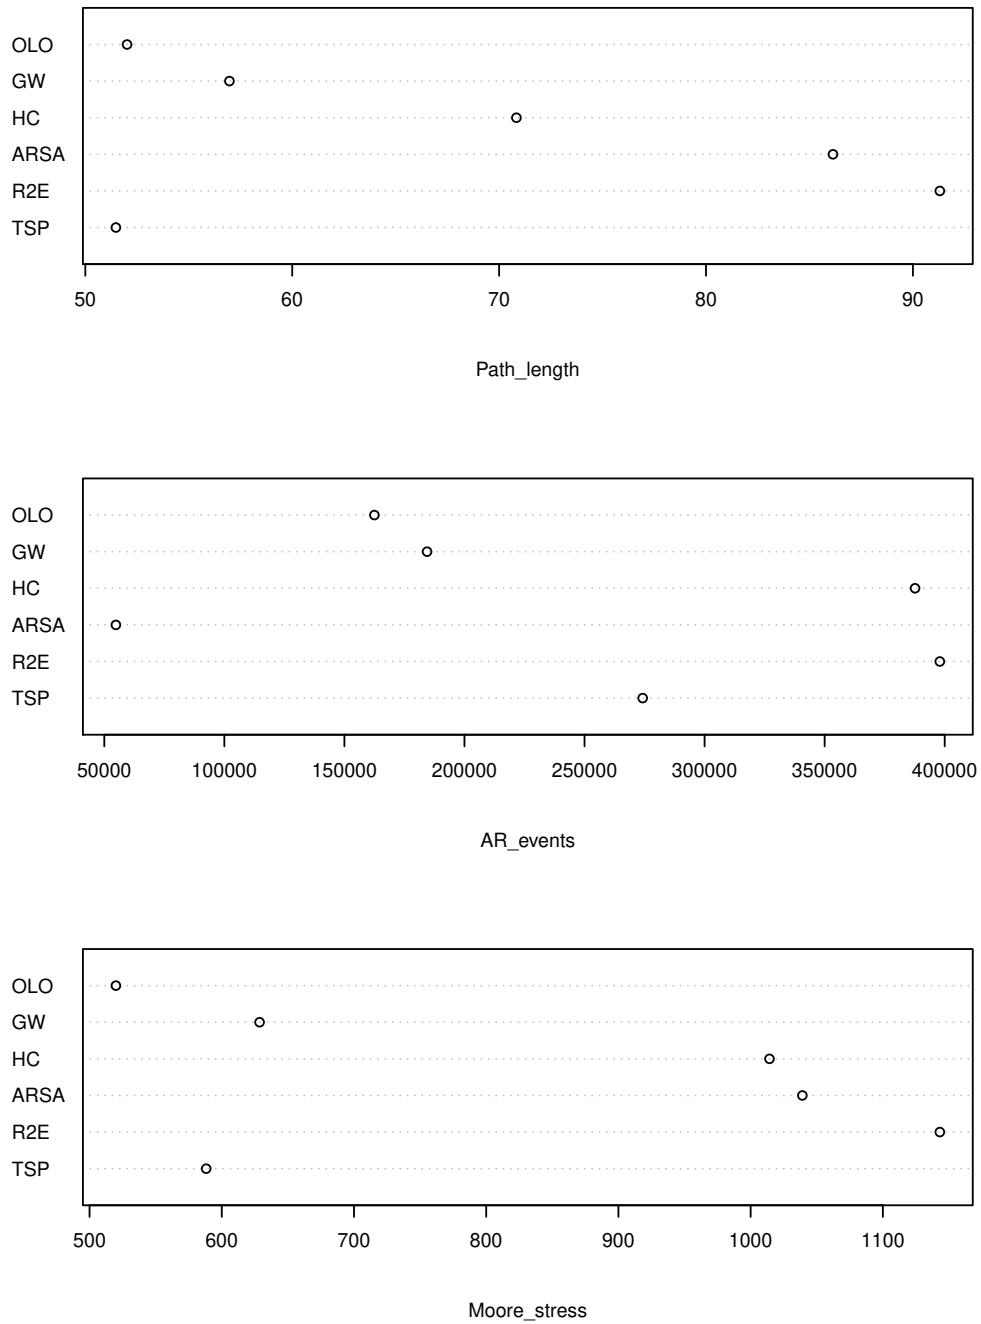 OLO
GW
HC
ARSA
R2E
TSP
50 60 70 80 90
Path_length
OLO
GW
HC
ARSA
R2E
TSP
50000 100000 150000 200000 250000 300000 350000 400000
AR_events
OLO
GW
HC
ARSA
R2E
TSP
500 600 700 800 900 1000 1100
Moore_stress